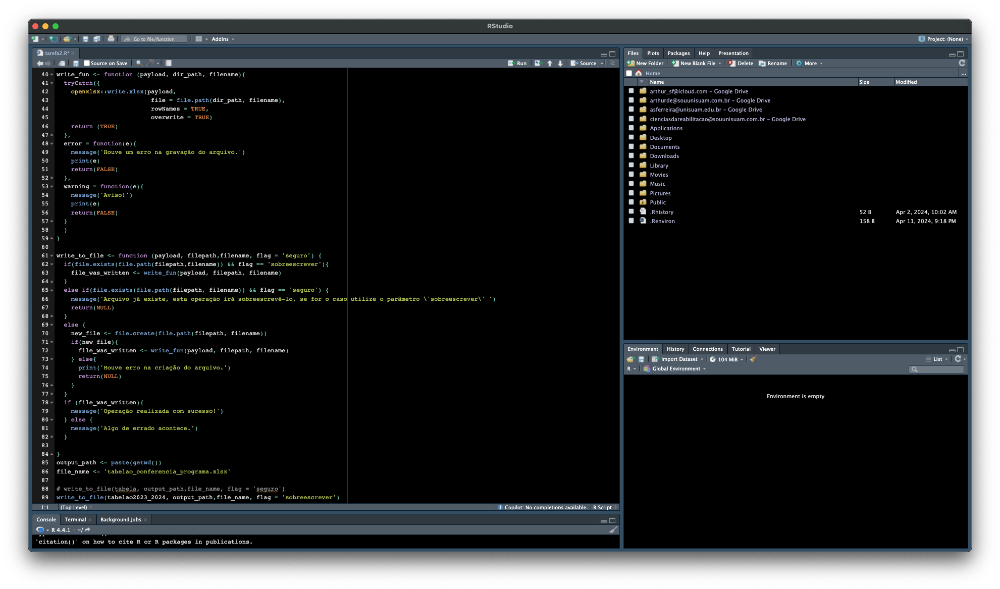 RStudio
Go to file/function
Addins
Project: (None)
tarefa2.R*
Source on Save
Run
Source
40 write_fun <- function (payload, dir_path, filename){
41   tryCatch({
42     openxlsx::write.xlsx(payload,
43                          file = file.path(dir_path, filename),
44                          rowNames = TRUE,
45                          overwrite = TRUE)
46     return (TRUE)
47   },
48   error = function(e){
49     message('Houve um erro na gravação do arquivo.')
50     print(e)
51     return(FALSE)
52   },
53   warning = function(e){
54     message('Aviso!')
55     print(e)
56     return(FALSE)
57   }
58   )
59 }
60
61 write_to_file <- function (payload, filepath,filename, flag = 'seguro') {
62   if(file.exists(file.path(filepath,filename)) && flag == 'sobreescrever'){
63     file_was_written <- write_fun(payload, filepath, filename)
64   }
65   else if(file.exists(file.path(filepath, filename)) && flag == 'seguro') {
66     message('Arquivo já existe, esta operação irá sobreescrevê-lo, se for o caso utilize o parâmetro \'sobreescrever\' ')
67     return(NULL)
68   }
69   else {
70     new_file <- file.create(file.path(filepath, filename))
71     if(new_file){
72       file_was_written <- write_fun(payload, filepath, filename)
73     } else{
74       print('Houve erro na criação do arquivo.')
75       return(NULL)
76     }
77   }
78   if (file_was_written){
79     message('Operação realizada com sucesso!')
80   } else {
81     message('Algo de errado acontece.')
82   }
83
84 }
85 output_path <- paste(getwd())
86 file_name <- 'tabelao_conferencia_programa.xlsx'
87
88 # write_to_file(tabela, output_path,file_name, flag = 'seguro')
89 write_to_file(tabelao2023_2024, output_path,file_name, flag = 'sobreescrever')
1:1 (Top Level)
Copilot: No completions available. R Script
Console Terminal Background Jobs
R 4.4.1 · ~/
'citation()' on how to cite R or R packages in publications.
Files Plots Packages Help Presentation
New Folder New Blank File Delete Rename More
Home ...
Name Size Modified
arthur_sf@icloud.com – Google Drive
arthurde@souunisuam.com.br – Google Drive
asferreira@unisuam.edu.br – Google Drive
cienciasdareabilitacao@souunisuam.com.br – Google Drive
Applications
Desktop
Documents
Downloads
Library
Movies
Music
Pictures
Public
.Rhistory 52 B Apr 2, 2024, 10:02 AM
.Renviron 158 B Apr 11, 2024, 9:18 PM
Environment History Connections Tutorial Viewer
Import Dataset 104 MiB List
R Global Environment
Environment is empty